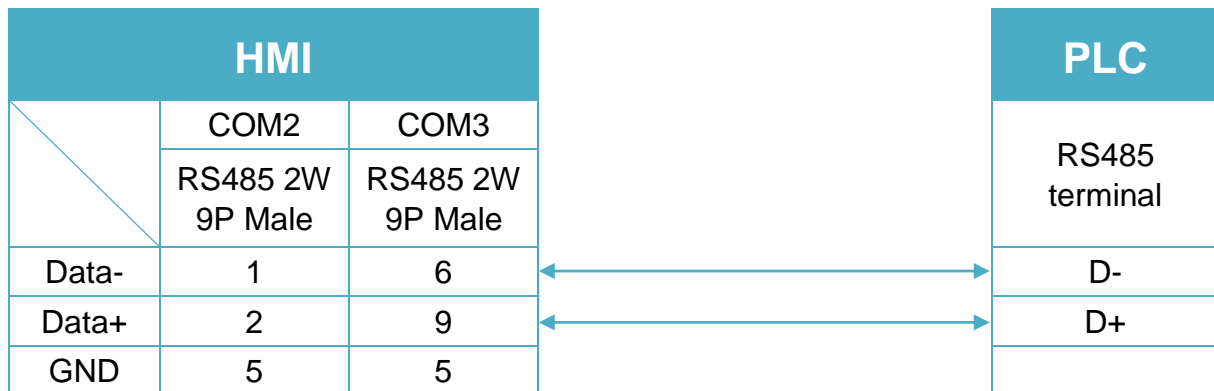 HMI PLC
COM2 COM3
RS485 2W RS485 2W
9P Male 9P Male
RS485
terminal
Data- 1 6 D-
Data+ 2 9 D+
GND 5 5